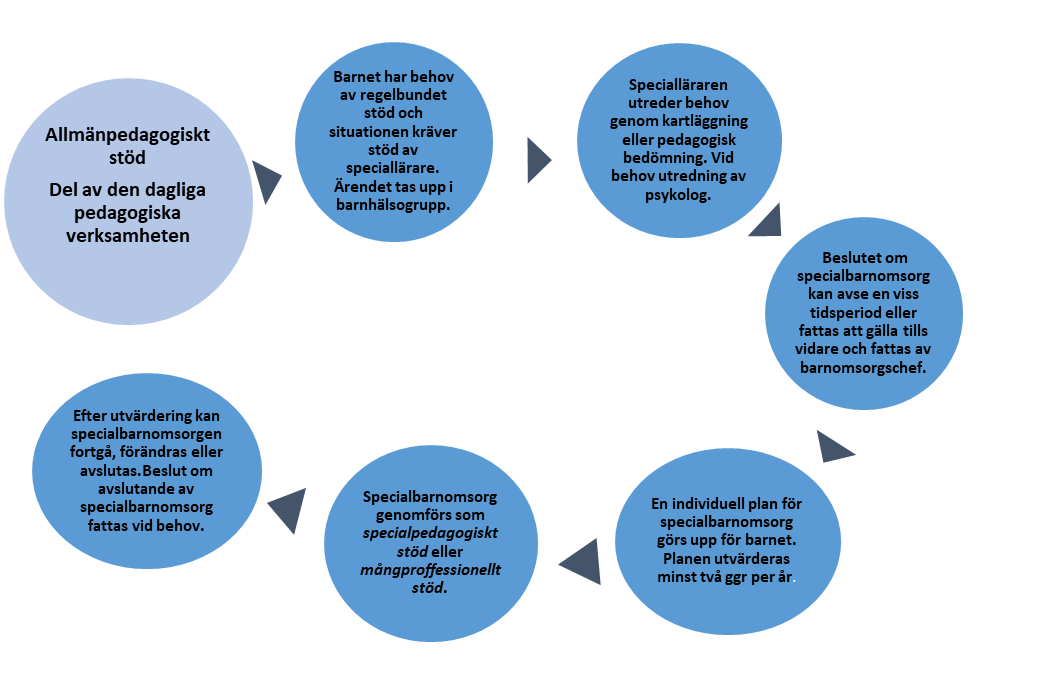 Allmänpedagogiskt
stöd
Del av den dagliga
pedagogiska
verksamheten
Barnet har behov
av regelbundet
stöd och
situationen kräver
stöd av
speciallärare.
Ärendet tas upp i
barnhälsogrupp.
Specialläraren
utreder behov
genom kartläggning
eller pedagogisk
bedömning. Vid
behov utredning av
psykolog.
Beslutet om
specialbarnomsorg
kan avse en viss
tidsperiod eller
fattas att gälla tills
vidare och fattas av
barnomsorgschef.
En individuell plan för
specialbarnomsorg
görs upp för barnet.
Planen utvärderas
minst två ggr per år.
Specialbarnomsorg
genomförs som
specialpedagogiskt
stöd eller
mångproffessionellt
stöd.
Efter utvärdering kan
specialbarnomsorgen
fortgå, förändras eller
avslutas.Beslut om
avslutande av
specialbarnomsorg
fattas vid behov.